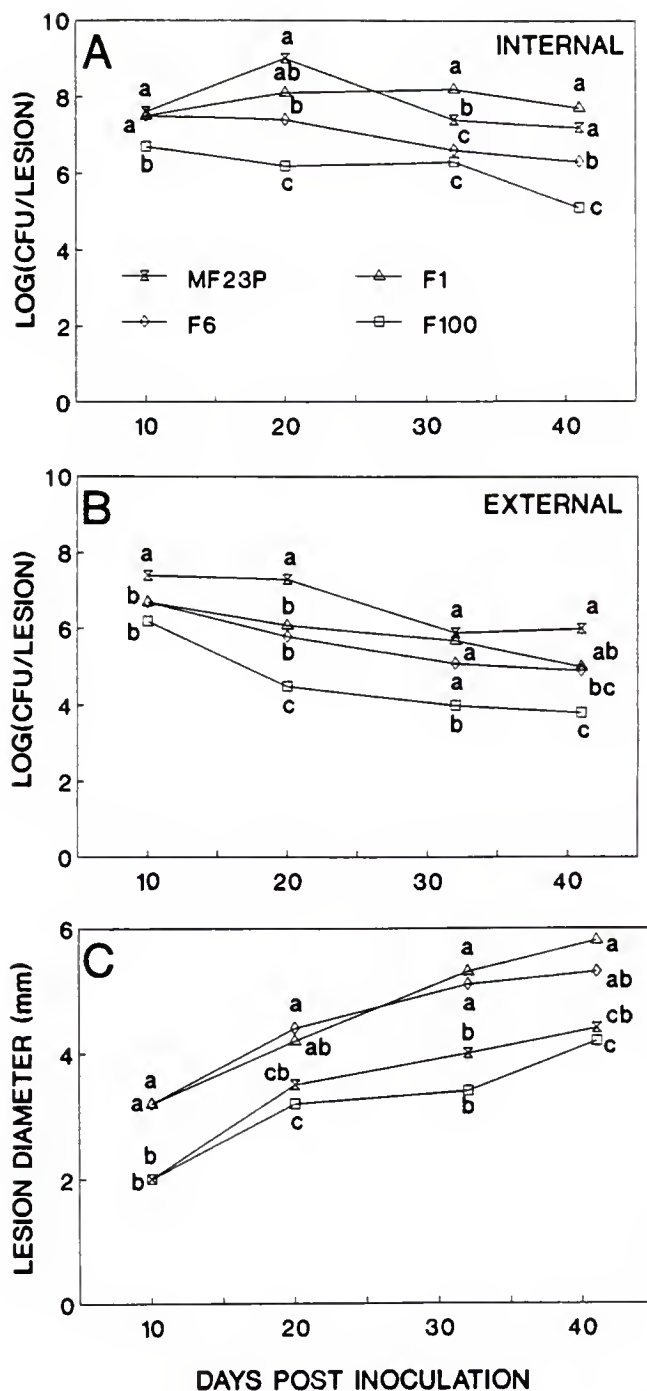 A
INTERNAL
10
8
6
4
2
0
LOG(CFU/LESION)
a
a
a
a
ab
b
b
a
c
a
b
b
c
c
c
MF23P
F1
F6
F100
10
20
30
40
B
EXTERNAL
10
8
6
4
2
0
LOG(CFU/LESION)
a
a
a
a
b
b
b
a
ab
b
a
bc
c
b
c
10
20
30
40
C
6
4
2
0
LESION DIAMETER (mm)
a
a
a
a
ab
a
a
ab
cb
b
cb
b
b
c
b
c
10
20
30
40
DAYS POST INOCULATION